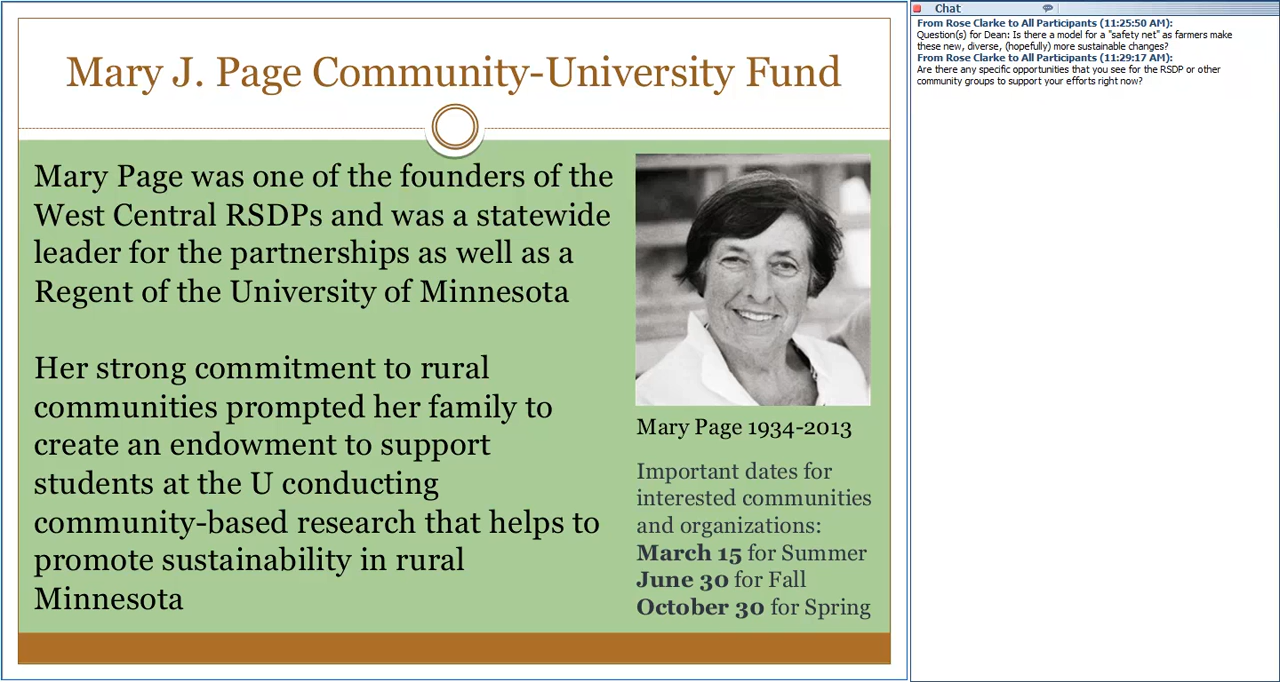 Mary J. Page Community-University Fund
Mary Page was one of the founders of the
West Central RSDPs and was a statewide
leader for the partnerships as well as a
Regent of the University of Minnesota
Her strong commitment to rural
communities prompted her family to
create an endowment to support
students at the U conducting
community-based research that helps to
promote sustainability in rural
Minnesota
Mary Page 1934-2013
Important dates for
interested communities
and organizations:
March 15 for Summer
June 30 for Fall
October 30 for Spring
Chat
From Rose Clarke to All Participants (11:25:50 AM):
Question(s) for Dean: Is there a model for a "safety net" as farmers make
these new, diverse, (hopefully) more sustainable changes?
From Rose Clarke to All Participants (11:29:17 AM):
Are there any specific opportunities that you see for the RSDP or other
community groups to support your efforts right now?